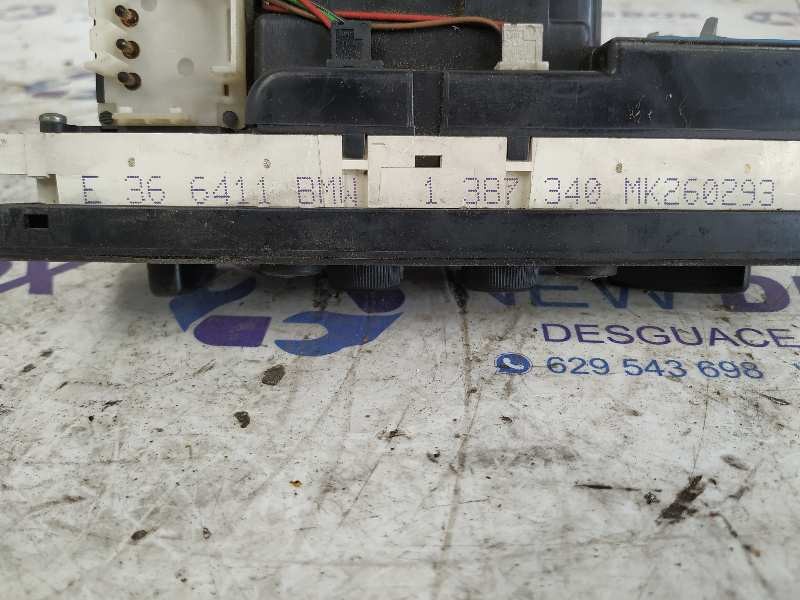 E 36 6411 BMW 1 387 340 MK260293
NEW
DESGUACE
629 543 698